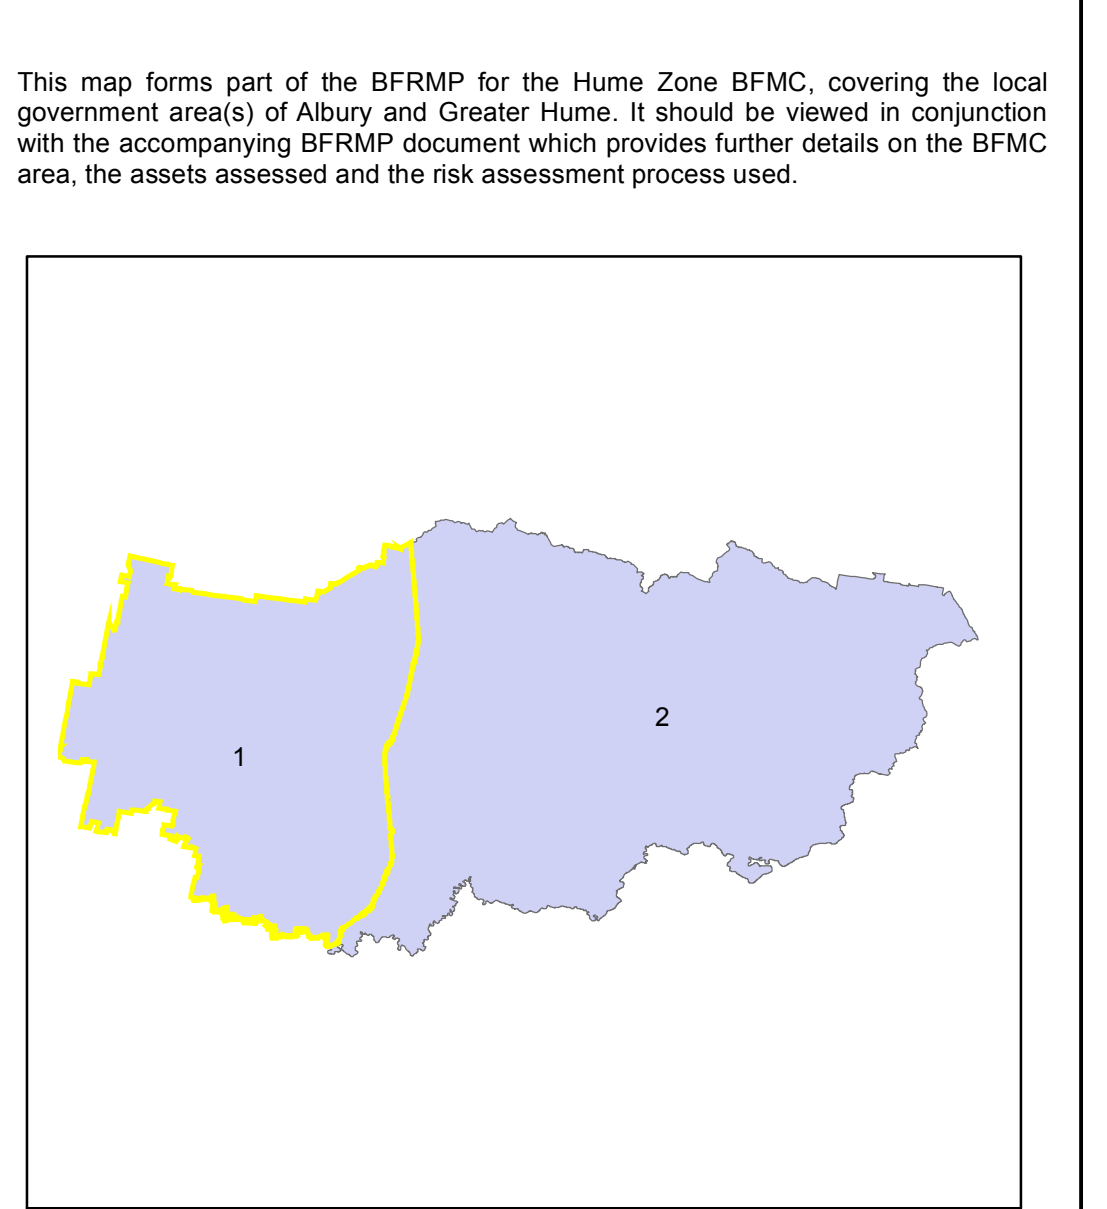 This map forms part of the BFRMP for the Hume Zone BFMC, covering the local
government area(s) of Albury and Greater Hume. It should be viewed in conjunction
with the accompanying BFRMP document which provides further details on the BFMC
area, the assets assessed and the risk assessment process used.
2
1